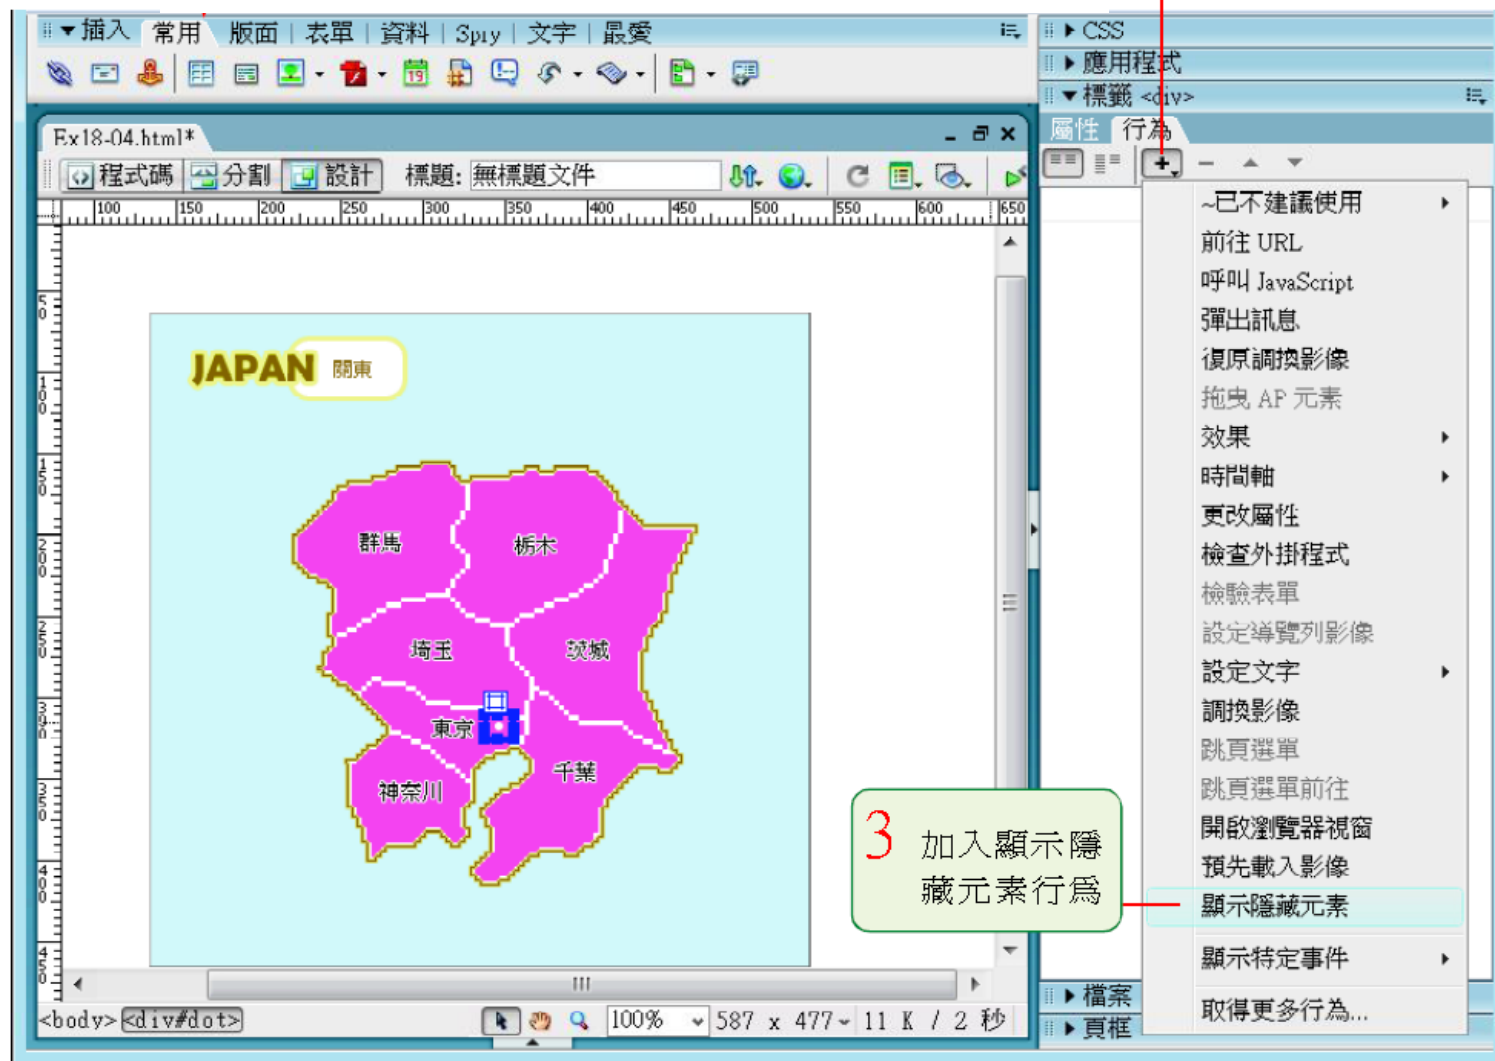 插入 常用 版面 表單 資料 Spry 文字 最愛
19
Ex18-04.html*
程式碼 分割 設計 標題: 無標題文件
100 150 200 250 300 350 400 450 500 550 600 650
50
100
150
200
250
300
350
400
450
JAPAN 關東
群馬 栃木
埼玉 茨城
東京
千葉
神奈川
3 加入顯示隱
藏元素行為
<body> <div#dot> 100% 587 x 477 11 K / 2 秒
CSS
應用程式
標籤 <div>
屬性 行為
~已不建議使用
前往 URL
呼叫 JavaScript
彈出訊息
復原調換影像
拖曳 AP 元素
效果
時間軸
更改屬性
檢查外掛程式
檢驗表單
設定導覽列影像
設定文字
調換影像
跳頁選單
跳頁選單前往
開啟瀏覽器視窗
預先載入影像
顯示隱藏元素
顯示特定事件
取得更多行為...
檔案
頁框